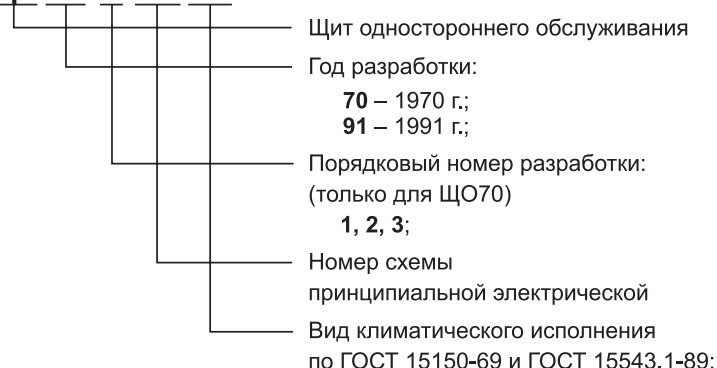 Щит одностороннего обслуживания
Год разработки:
70 – 1970 г.;
91 – 1991 г.;
Порядковый номер разработки:
(только для ЩО70)
1, 2, 3;
Номер схемы
принципиальной электрической
Вид климатического исполнения
по ГОСТ 15150-69 и ГОСТ 15543.1-89;